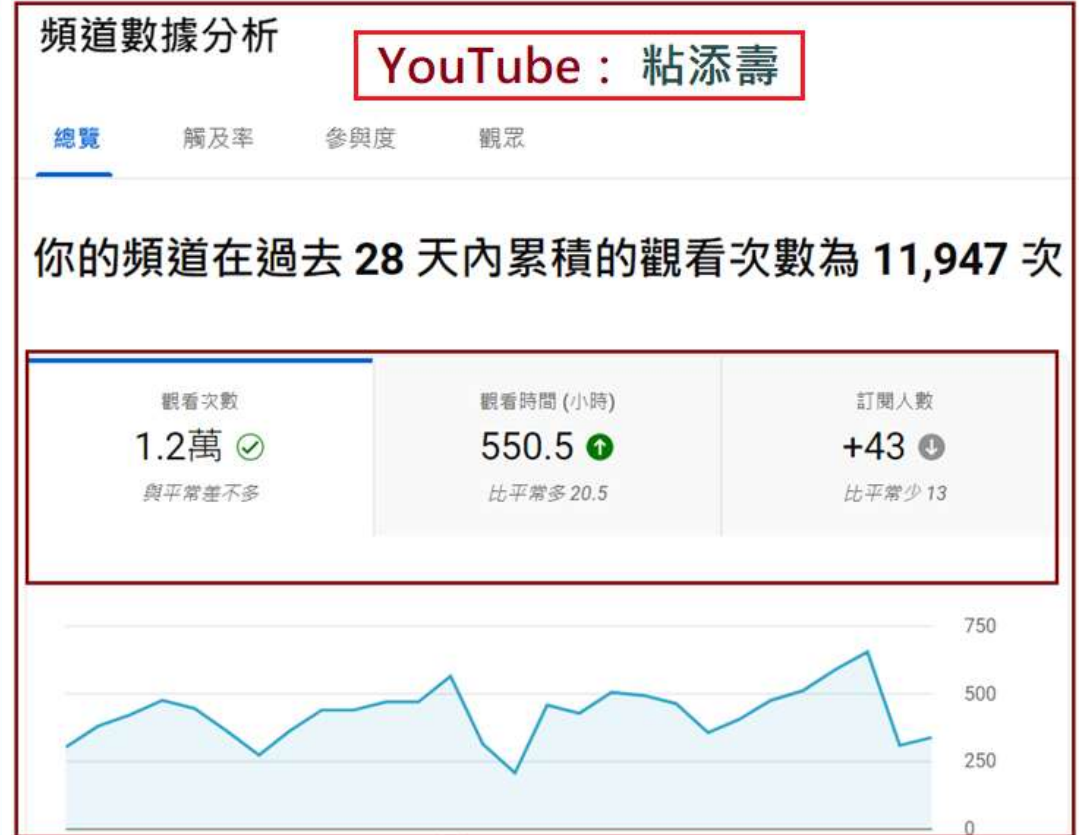 頻道數據分析
YouTube： 粘添壽
總覽 觸及率 參與度 觀眾
你的頻道在過去 28 天內累積的觀看次數為 11,947 次
觀看次數 觀看時間 (小時) 訂閱人數
1.2萬 550.5 +43
與平常差不多 比平常多 20.5 比平常少 13
750
500
250
0